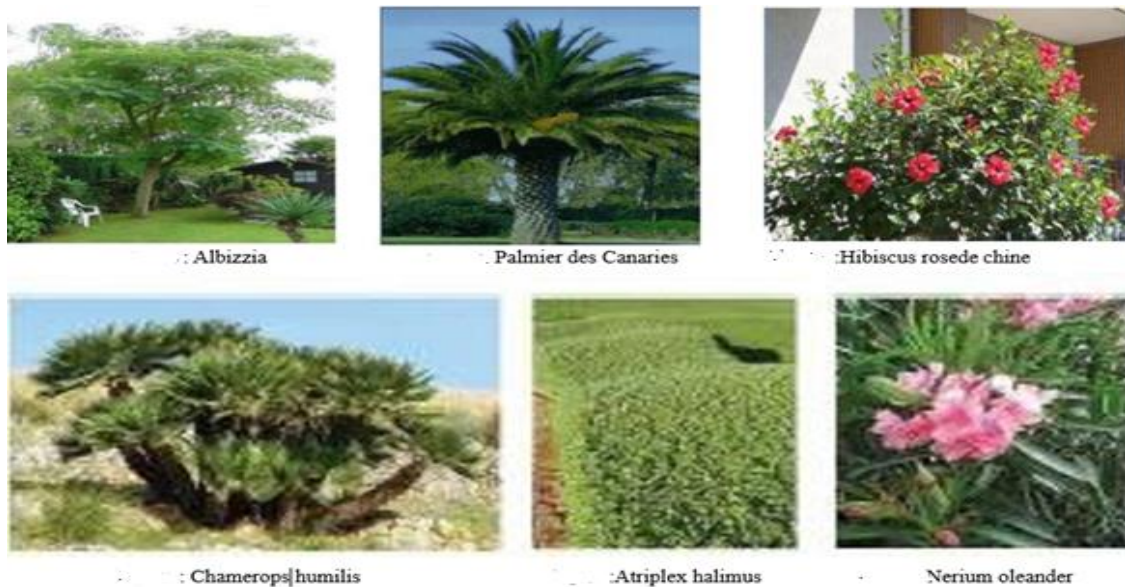 : Albizzia
Palmier des Canaries
:Hibiscus rosede chine
: Chamerops humilis
:Atriplex halimus
Nerium oleander